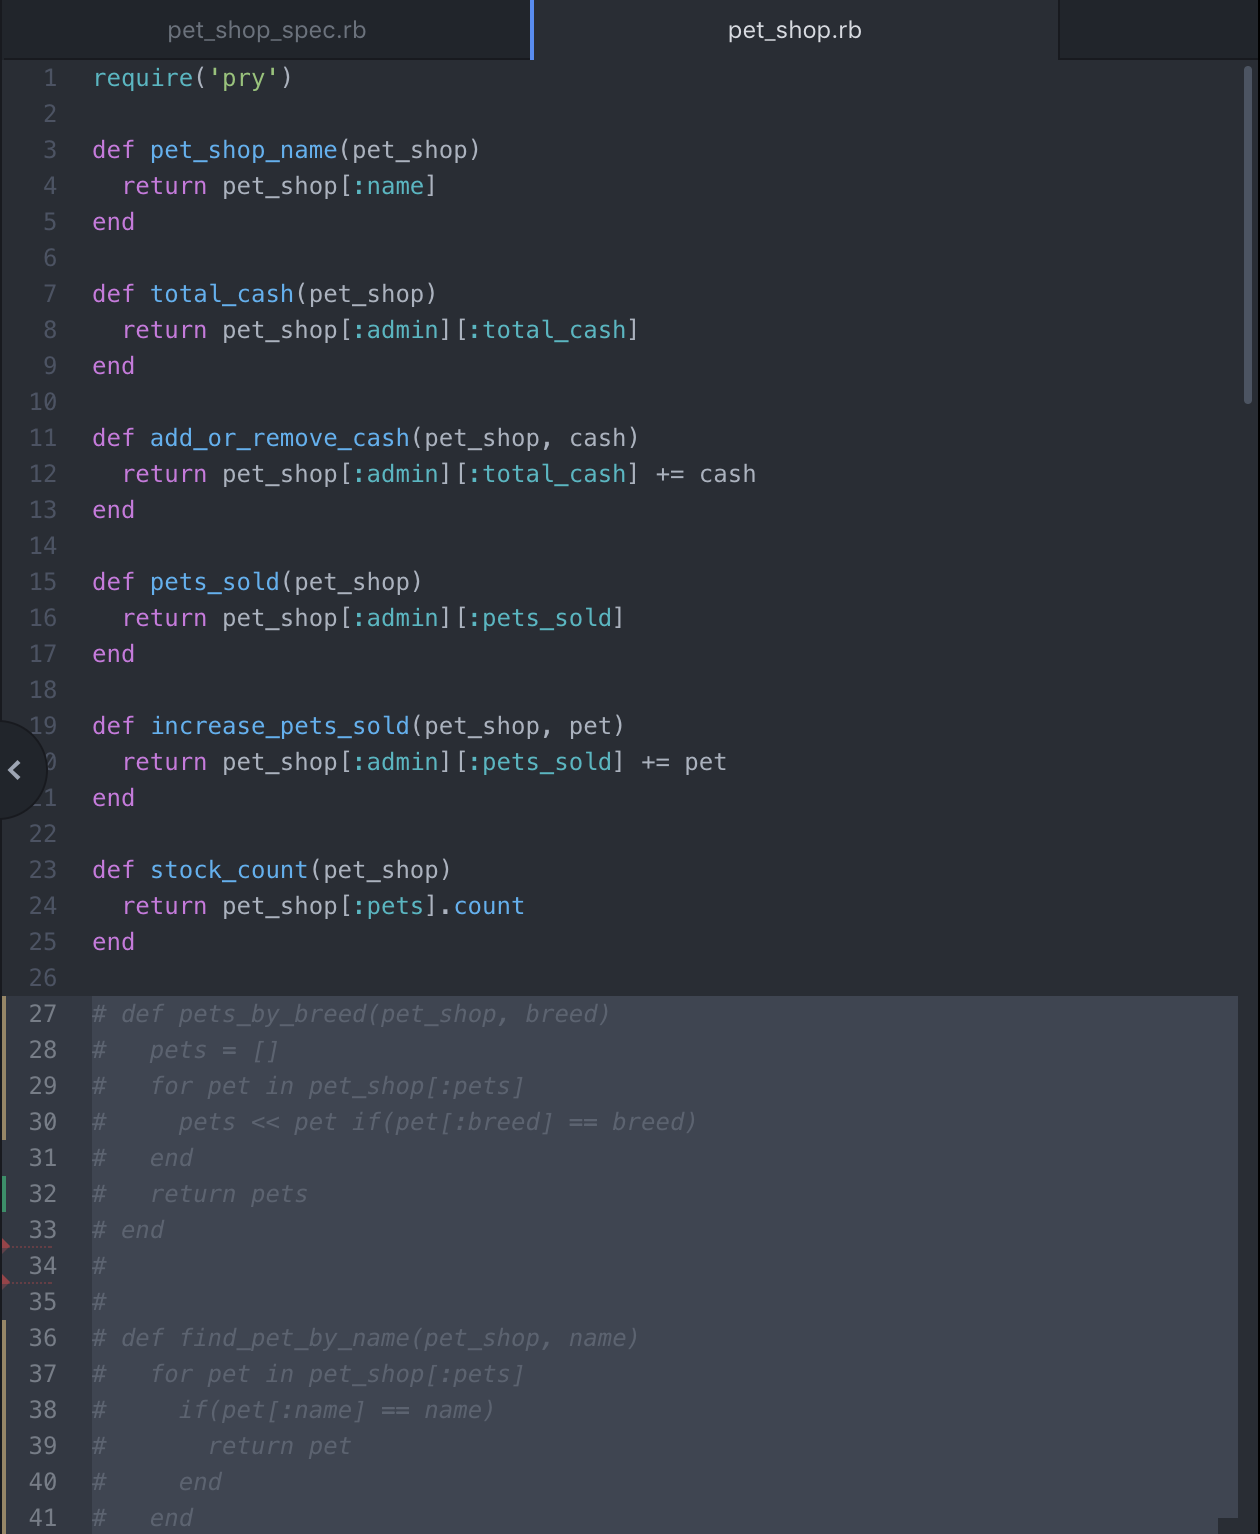 pet_shop_spec.rb
pet_shop.rb
1 require('pry')
2
3 def pet_shop_name(pet_shop)
4   return pet_shop[:name]
5 end
6
7 def total_cash(pet_shop)
8   return pet_shop[:admin][:total_cash]
9 end
10
11 def add_or_remove_cash(pet_shop, cash)
12   return pet_shop[:admin][:total_cash] += cash
13 end
14
15 def pets_sold(pet_shop)
16   return pet_shop[:admin][:pets_sold]
17 end
18
19 def increase_pets_sold(pet_shop, pet)
0   return pet_shop[:admin][:pets_sold] += pet
21 end
22
23 def stock_count(pet_shop)
24   return pet_shop[:pets].count
25 end
26
27 # def pets_by_breed(pet_shop, breed)
28 #   pets = []
29 #   for pet in pet_shop[:pets]
30 #     pets << pet if(pet[:breed] == breed)
31 #   end
32 #   return pets
33 # end
34 #
35 #
36 # def find_pet_by_name(pet_shop, name)
37 #   for pet in pet_shop[:pets]
38 #     if(pet[:name] == name)
39 #       return pet
40 #     end
41 #   end